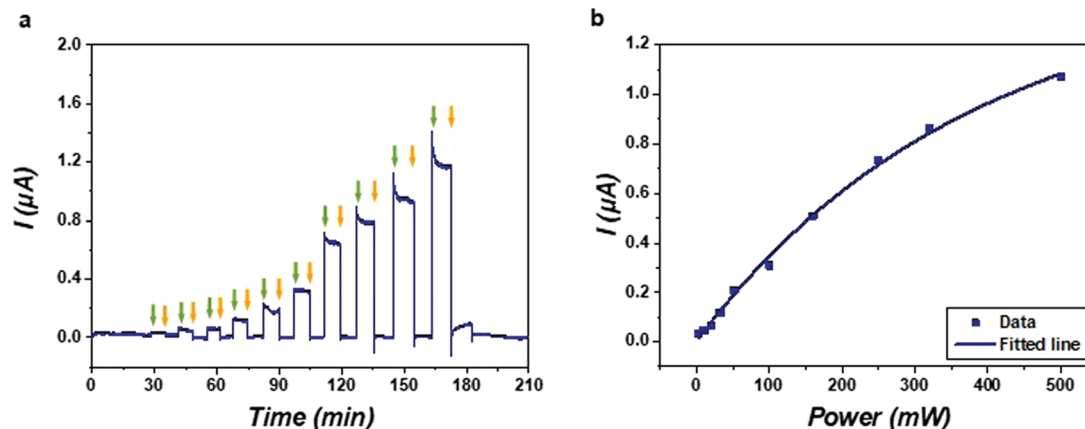 a
2.0
1.6
1.2
0.8
0.4
0.0
I (µA)
0 30 60 90 120 150 180 210
Time (min)
b
1.2
1.0
0.8
0.6
0.4
0.2
0.0
I (µA)
0 100 200 300 400 500
Power (mW)
Data
Fitted line